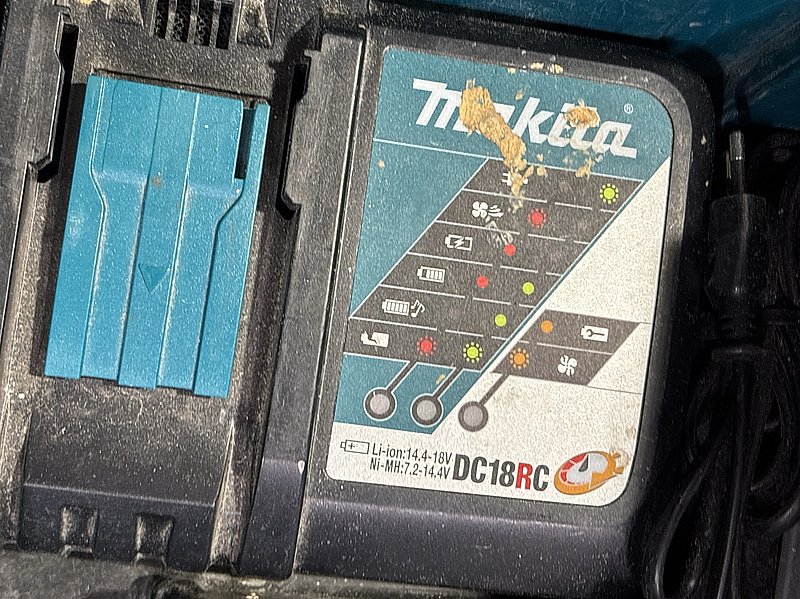 makita®
Li-ion:14.4-18V
Ni-MH:7.2-14.4V
DC18RC